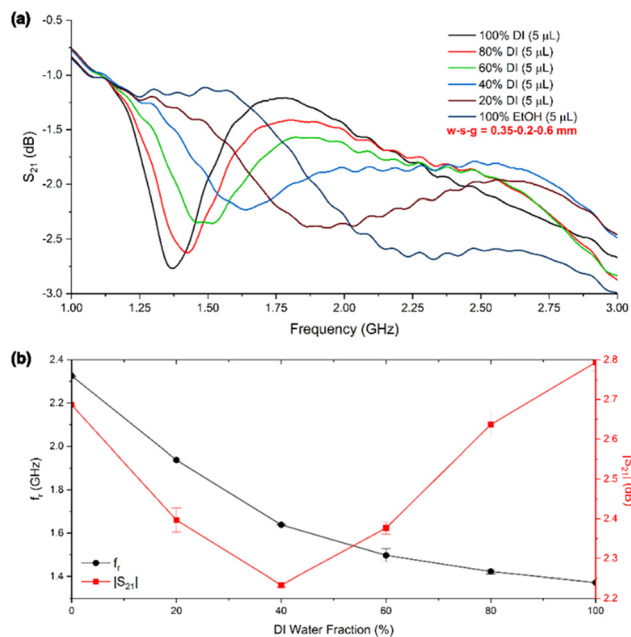 (a)
-0.5
-1.0
-1.5
-2.0
-2.5
-3.0
S21 (dB)
100% DI (5 µL)
80% DI (5 µL)
60% DI (5 µL)
40% DI (5 µL)
20% DI (5 µL)
100% EtOH (5 µL)
w-s-g = 0.35-0.2-0.6 mm
1.00 1.25 1.50 1.75 2.00 2.25 2.50 2.75 3.00
Frequency (GHz)
(b)
2.4
2.2
2.0
1.8
1.6
1.4
fr (GHz)
fr
|S21|
2.8
2.7
2.6
2.5
2.4
2.3
2.2
|S21| (dB)
0 20 40 60 80 100
DI Water Fraction (%)